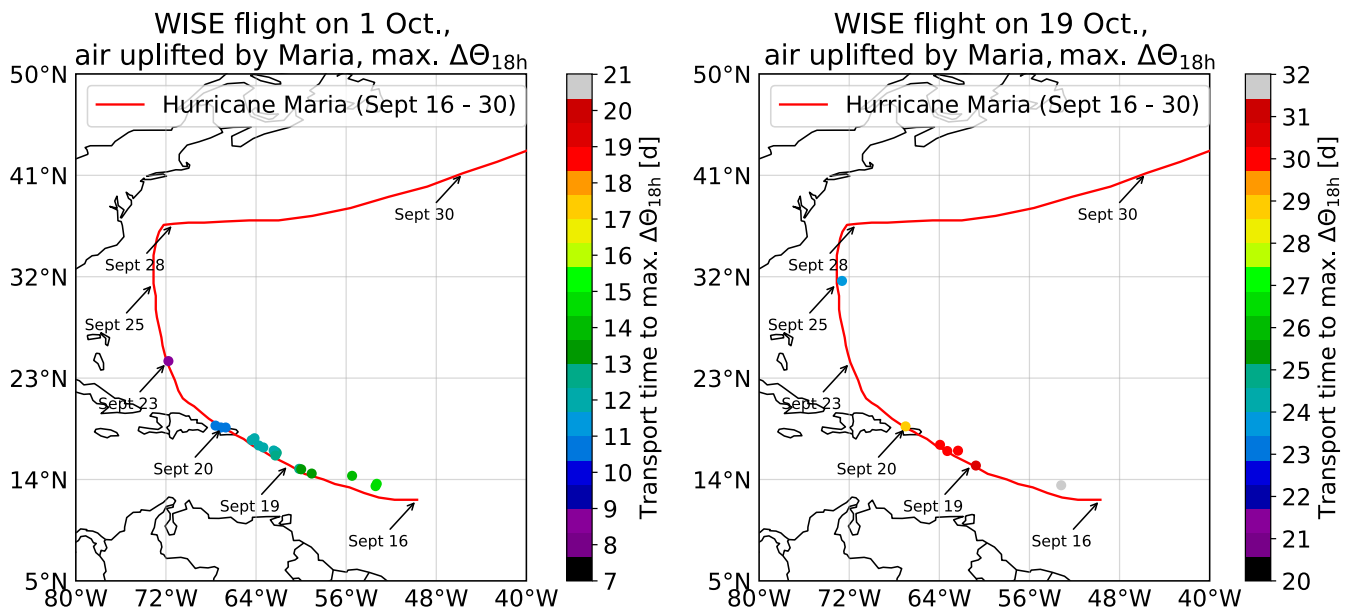 WISE flight on 1 Oct.,
air uplifted by Maria, max. ΔΘ18h
Hurricane Maria (Sept 16 - 30)
50°N
41°N
32°N
23°N
14°N
5°N
80°W
72°W
64°W
56°W
48°W
40°W
Sept 30
Sept 28
Sept 25
Sept 23
Sept 20
Sept 19
Sept 16
21
20
19
18
17
16
15
14
13
12
11
10
9
8
7
Transport time to max. ΔΘ18h [d]
WISE flight on 19 Oct.,
air uplifted by Maria, max. ΔΘ18h
Hurricane Maria (Sept 16 - 30)
50°N
41°N
32°N
23°N
14°N
5°N
80°W
72°W
64°W
56°W
48°W
40°W
Sept 30
Sept 28
Sept 25
Sept 23
Sept 20
Sept 19
Sept 16
32
31
30
29
28
27
26
25
24
23
22
21
20
Transport time to max. ΔΘ18h [d]